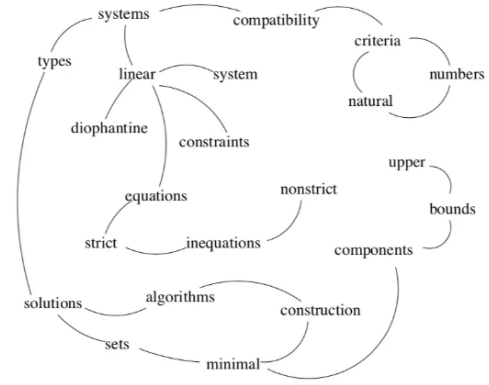 systems
compatibility
criteria
types
linear
system
numbers
natural
diophantine
constraints
upper
equations
nonstrict
bounds
strict
inequations
components
solutions
algorithms
construction
sets
minimal